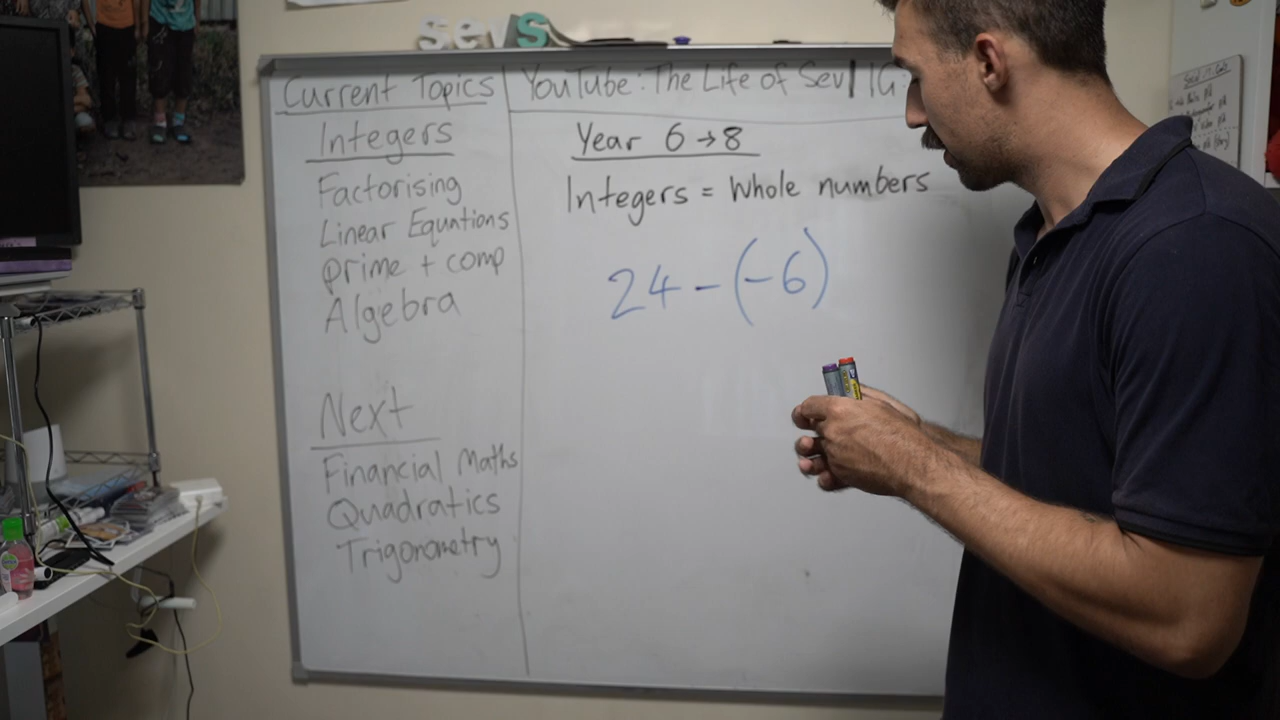 sevs
Current Topics
Integers
Factorising
Linear Equations
prime + comp
Algebra
Next
Financial Maths
Quadratics
Trigonometry
YouTube: The Life of Sev | IG:
Year 6 → 8
Integers = Whole numbers
24 - (-6)